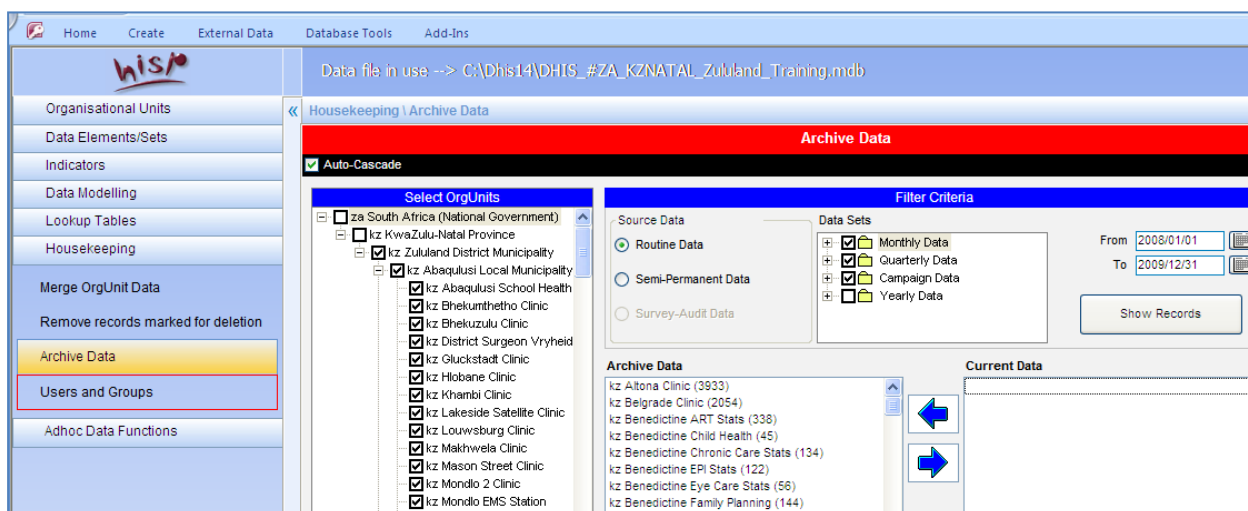 Home Create External Data Database Tools Add-Ins
hisp
Data file in use --> C:\Dhis14\DHIS_#ZA_KZNATAL_Zululand_Training.mdb
Organisational Units
Data Elements/Sets
Indicators
Data Modelling
Lookup Tables
Housekeeping
Merge OrgUnit Data
Remove records marked for deletion
Archive Data
Users and Groups
Adhoc Data Functions
« Housekeeping \ Archive Data
Archive Data
Auto-Cascade
Select OrgUnits
za South Africa (National Government)
kz KwaZulu-Natal Province
kz Zululand District Municipality
kz Abaqulusi Local Municipality
kz Abaqulusi School Health
kz Bhekumthetho Clinic
kz Bhekuzulu Clinic
kz District Surgeon Vryheid
kz Gluckstadt Clinic
kz Hlobane Clinic
kz Khambi Clinic
kz Lakeside Satellite Clinic
kz Louwsburg Clinic
kz Makhwela Clinic
kz Mason Street Clinic
kz Mondlo 2 Clinic
kz Mondlo EMS Station
Filter Criteria
Source Data
Routine Data
Semi-Permanent Data
Survey-Audit Data
Data Sets
Monthly Data
Quarterly Data
Campaign Data
Yearly Data
From 2008/01/01
To 2009/12/31
Show Records
Archive Data
kz Altona Clinic (3933)
kz Belgrade Clinic (2054)
kz Benedictine ART Stats (338)
kz Benedictine Child Health (45)
kz Benedictine Chronic Care Stats (134)
kz Benedictine EPI Stats (122)
kz Benedictine Eye Care Stats (56)
kz Benedictine Family Planning (144)
Current Data